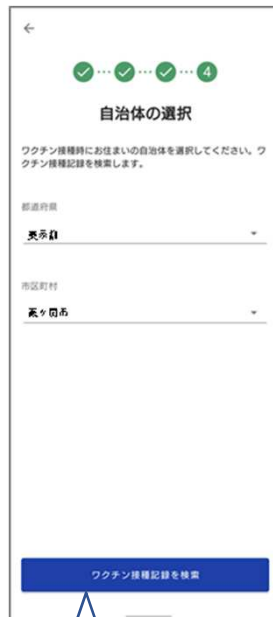 4
自治体の選択
ワクチン接種時にお住まいの自治体を選択してください。ワ
クチン接種記録を検索します。
都道府県
市区町村
ワクチン接種記録を検索